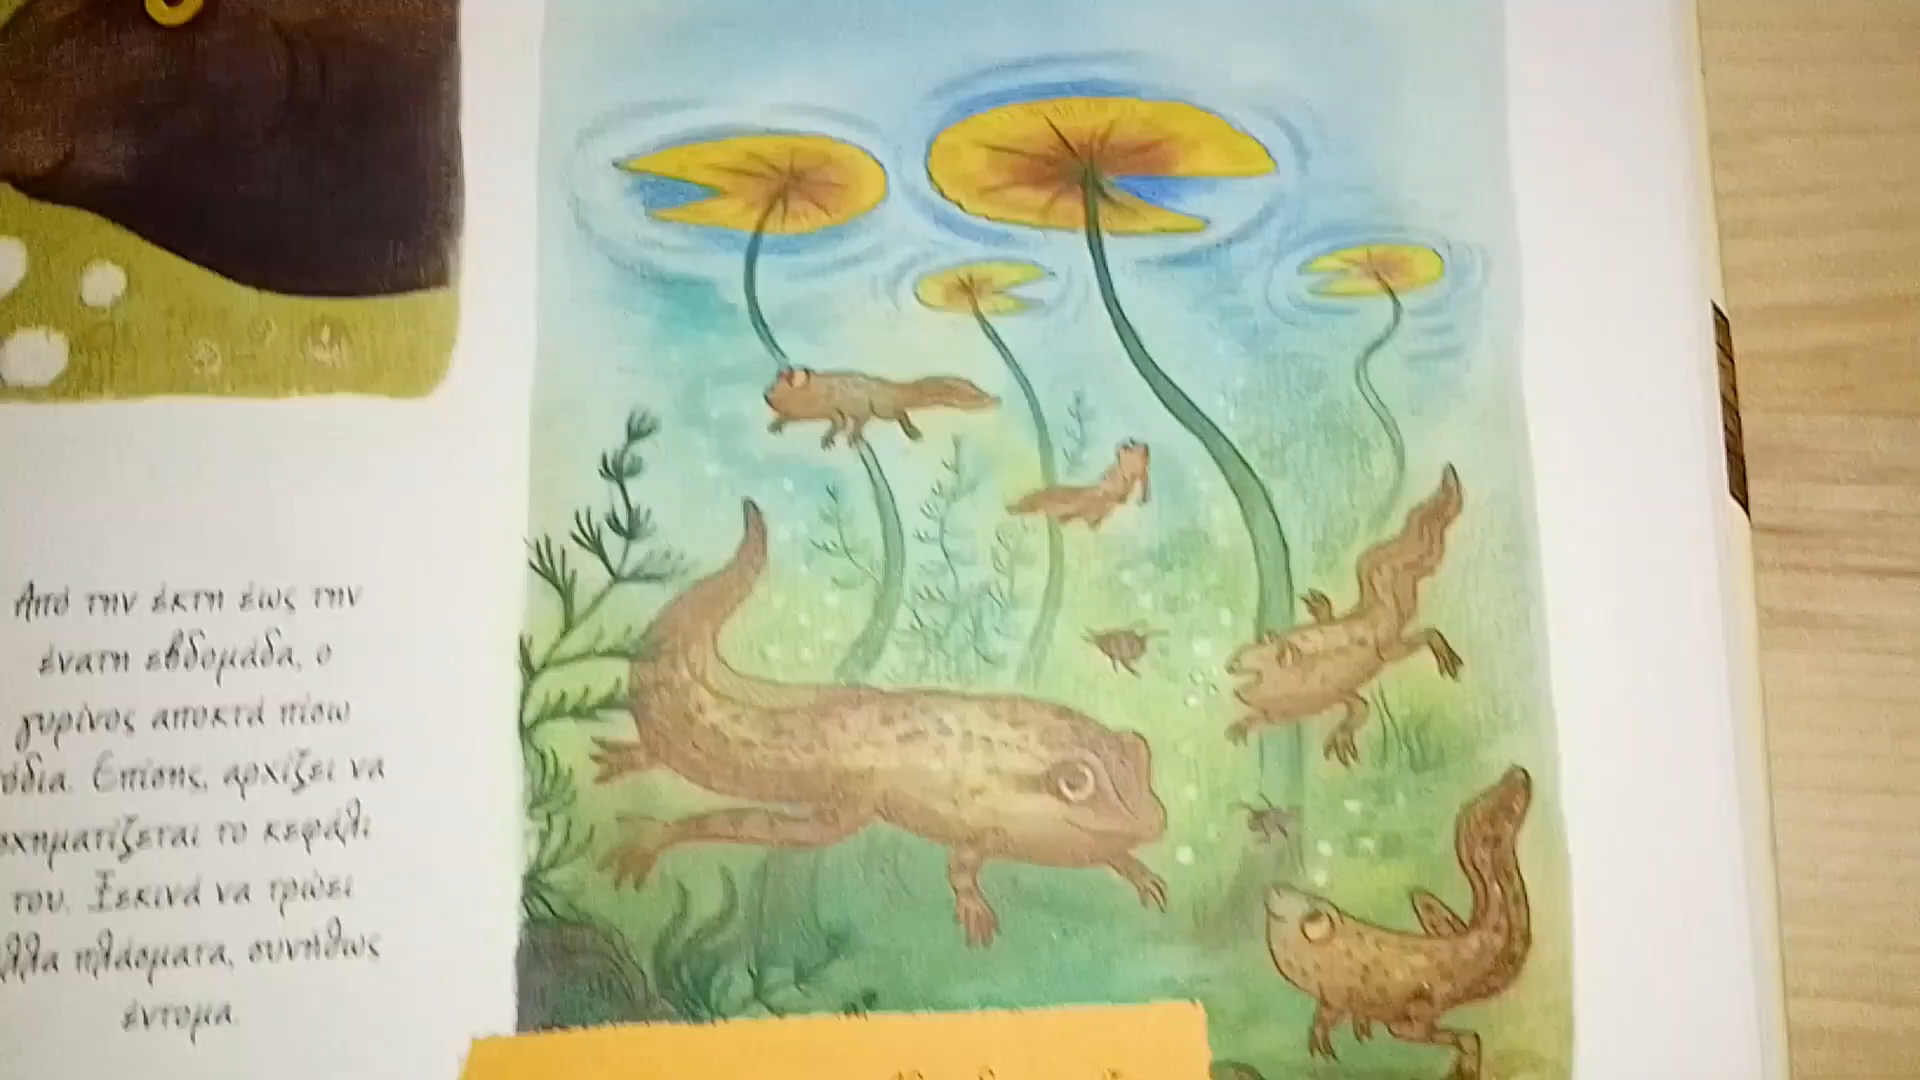 Από την έκτη έως την
ένατη εβδομάδα, ο
γυρίνος αποκτά πίσω
πόδια. Επίσης, αρχίζει να
σχηματίζεται το κεφάλι
του. Ξεκινά να τρώει
άλλα πλάσματα, συνήθως
έντομα.